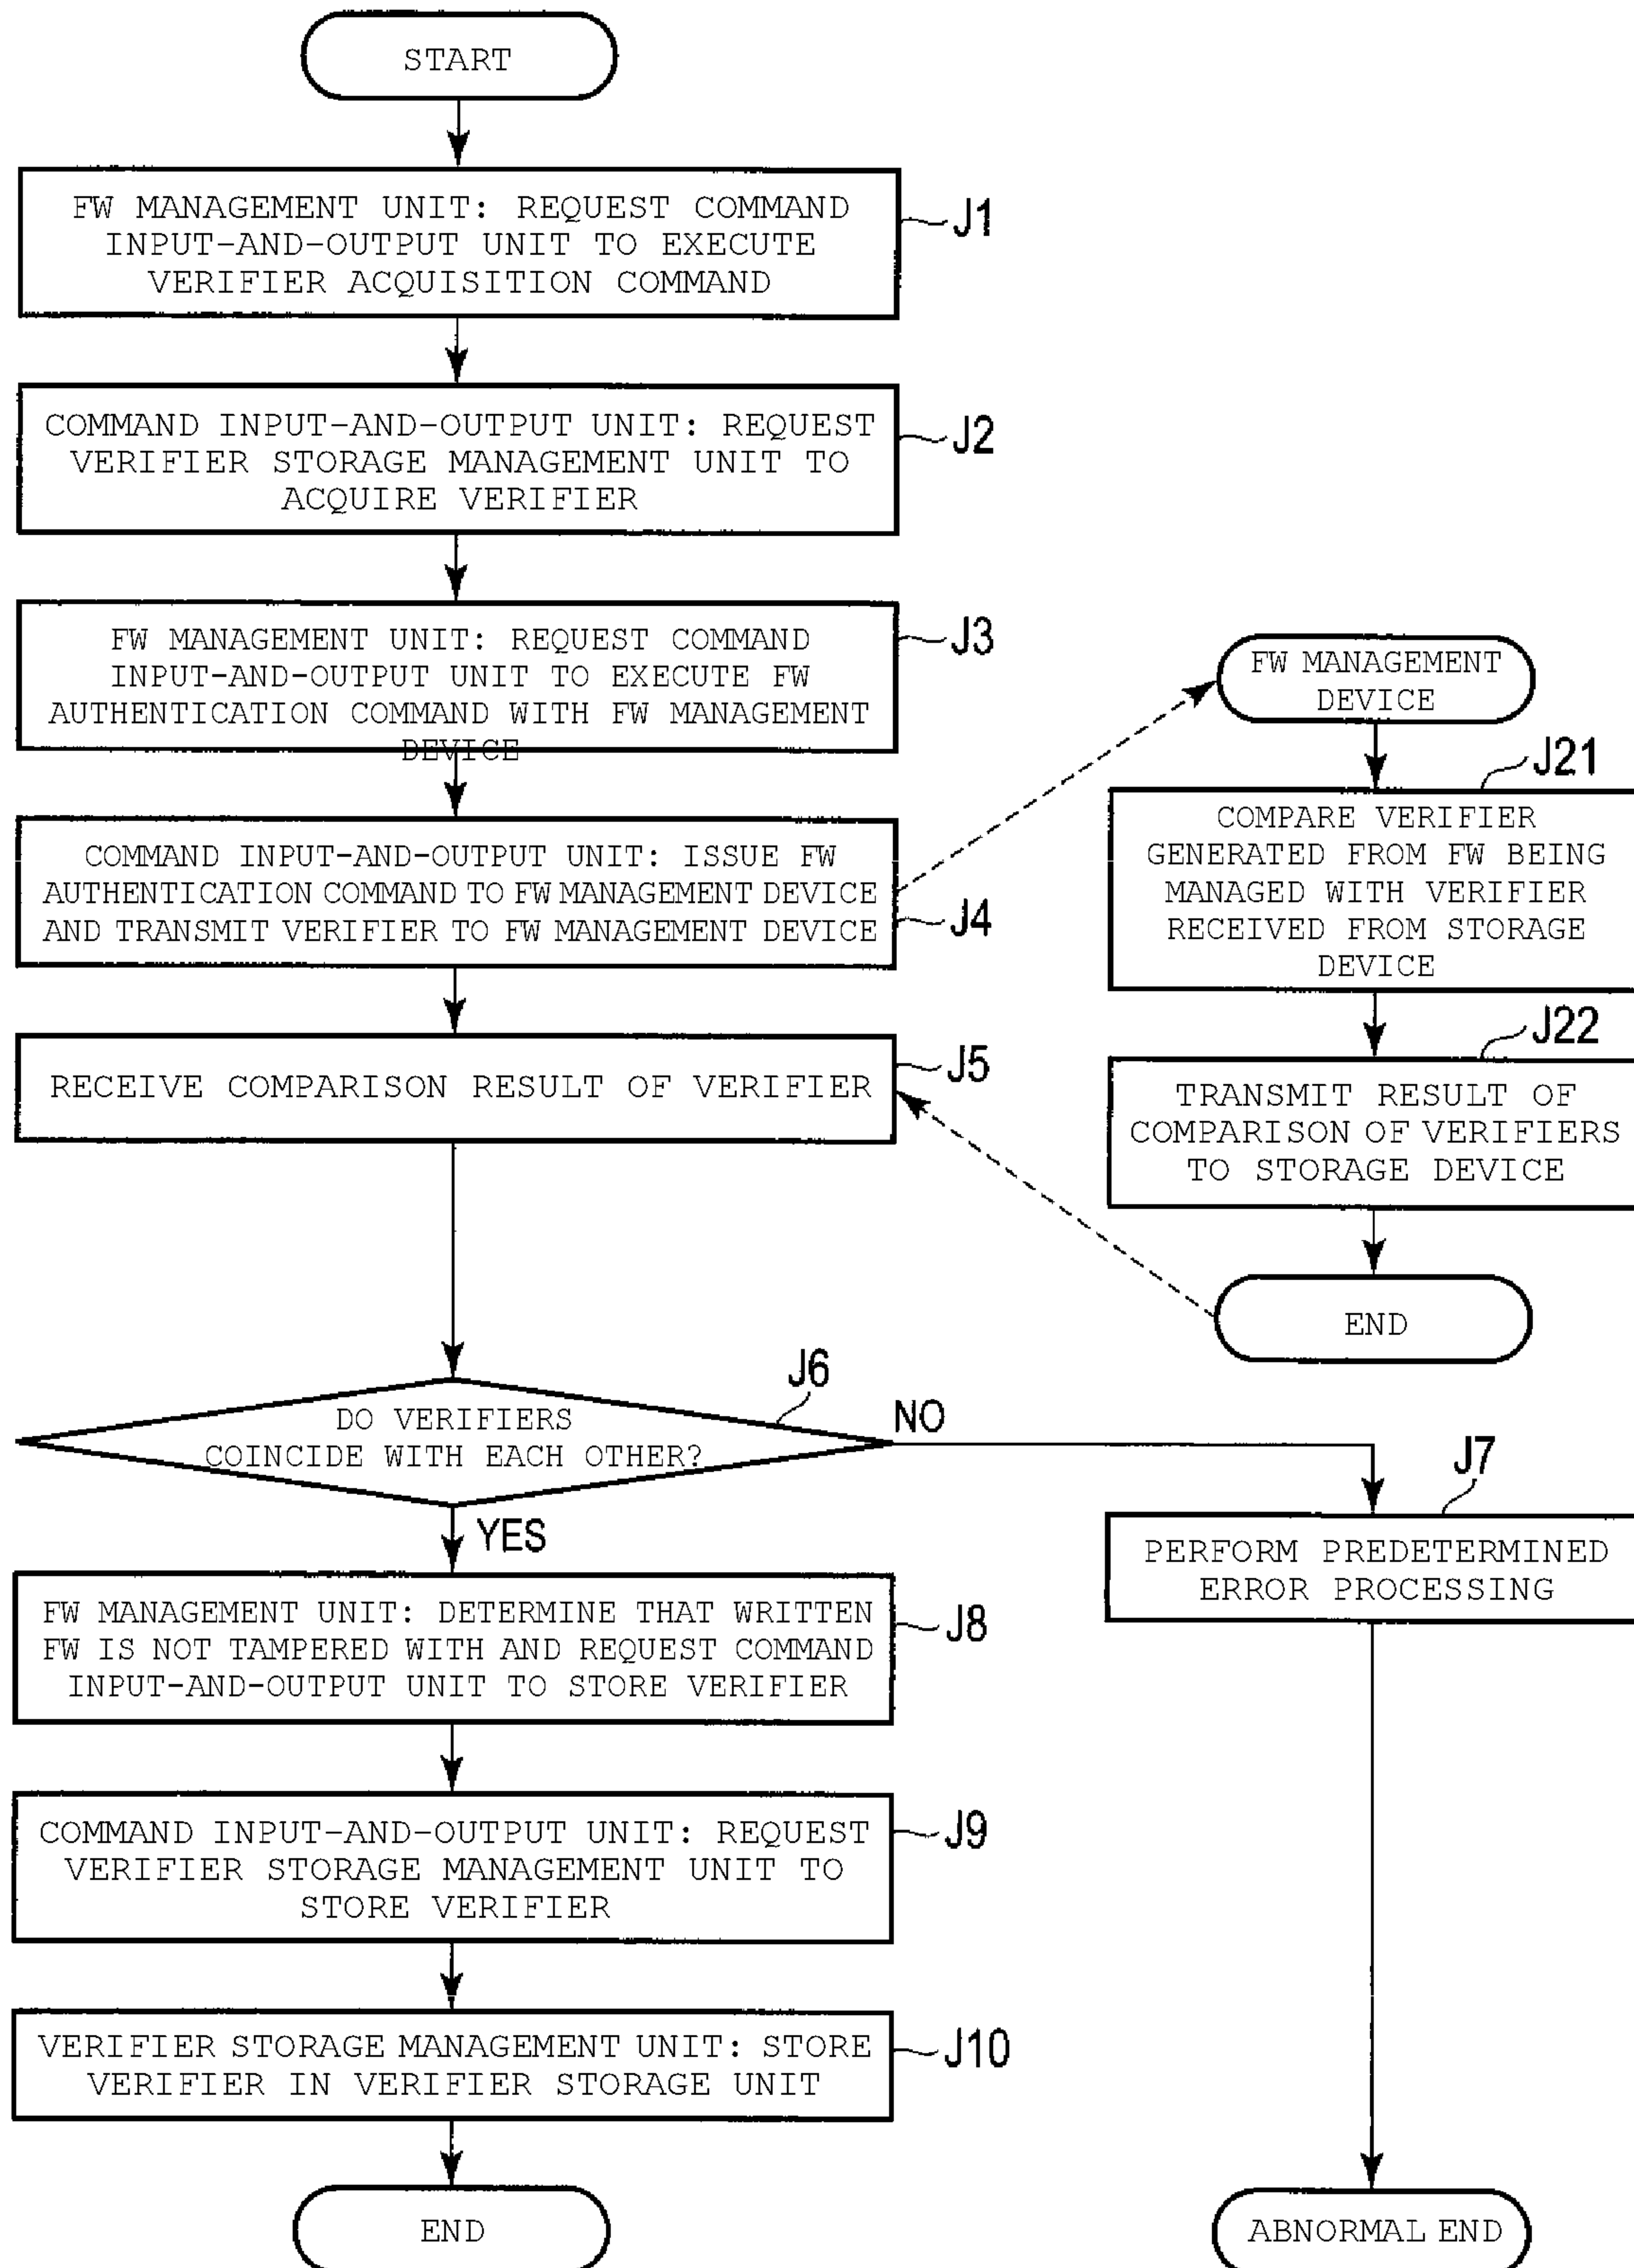 START
FW MANAGEMENT UNIT: REQUEST COMMAND
INPUT-AND-OUTPUT UNIT TO EXECUTE
VERIFIER ACQUISITION COMMAND
J1
COMMAND INPUT-AND-OUTPUT UNIT: REQUEST
VERIFIER STORAGE MANAGEMENT UNIT TO
ACQUIRE VERIFIER
J2
FW MANAGEMENT UNIT: REQUEST COMMAND
INPUT-AND-OUTPUT UNIT TO EXECUTE FW
AUTHENTICATION COMMAND WITH FW MANAGEMENT
DEVICE
J3
COMMAND INPUT-AND-OUTPUT UNIT: ISSUE FW
AUTHENTICATION COMMAND TO FW MANAGEMENT DEVICE
AND TRANSMIT VERIFIER TO FW MANAGEMENT DEVICE
J4
FW MANAGEMENT
DEVICE
J21
COMPARE VERIFIER
GENERATED FROM FW BEING
MANAGED WITH VERIFIER
RECEIVED FROM STORAGE
DEVICE
J22
TRANSMIT RESULT OF
COMPARISON OF VERIFIERS
TO STORAGE DEVICE
END
RECEIVE COMPARISON RESULT OF VERIFIER
J5
J6
DO VERIFIERS
COINCIDE WITH EACH OTHER?
NO
YES
J7
PERFORM PREDETERMINED
ERROR PROCESSING
FW MANAGEMENT UNIT: DETERMINE THAT WRITTEN
FW IS NOT TAMPERED WITH AND REQUEST COMMAND
INPUT-AND-OUTPUT UNIT TO STORE VERIFIER
J8
COMMAND INPUT-AND-OUTPUT UNIT: REQUEST
VERIFIER STORAGE MANAGEMENT UNIT TO
STORE VERIFIER
J9
VERIFIER STORAGE MANAGEMENT UNIT: STORE
VERIFIER IN VERIFIER STORAGE UNIT
J10
END
ABNORMAL END